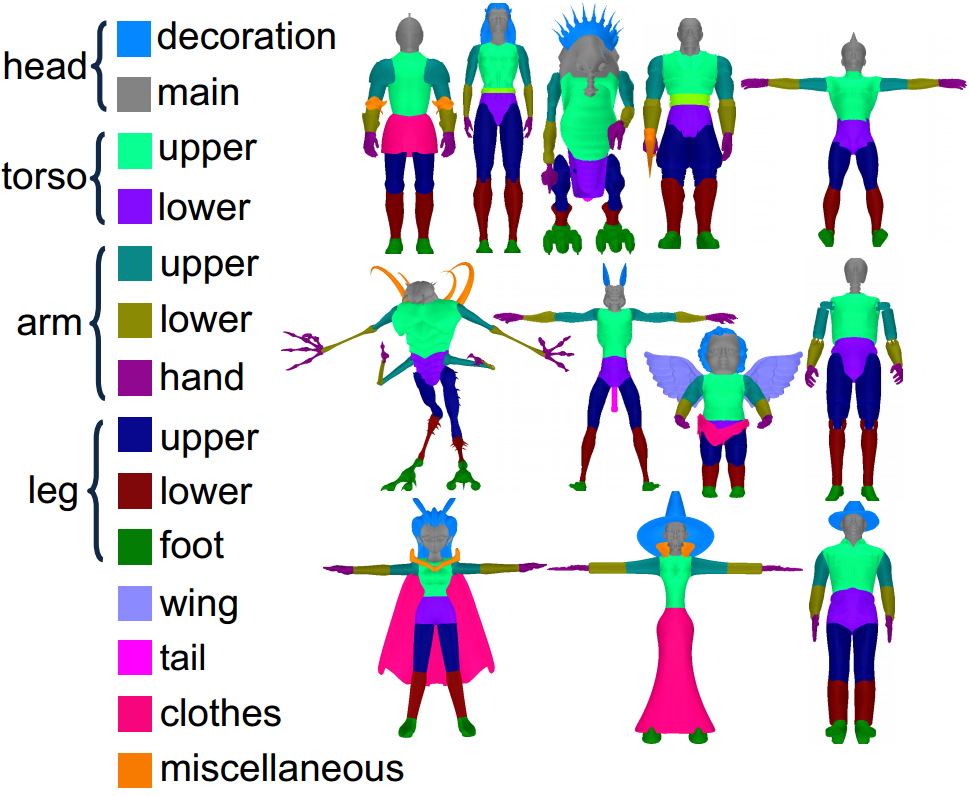 head
decoration
main
torso
upper
lower
arm
upper
lower
hand
leg
upper
lower
foot
wing
tail
clothes
miscellaneous